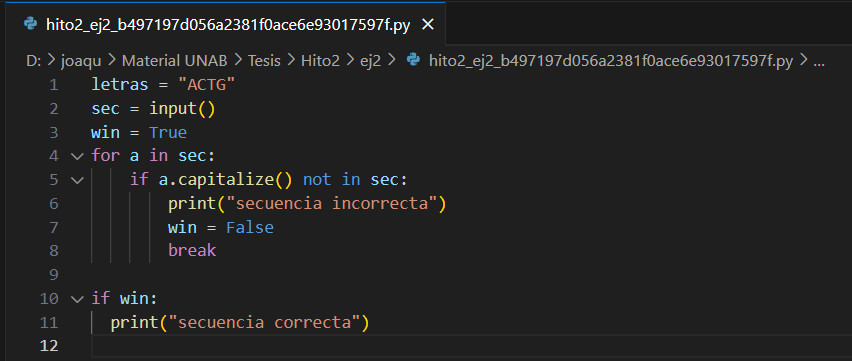 hito2_ej2_b497197d056a2381f0ace6e93017597f.py ×
D: > joaqu > Material UNAB > Tesis > Hito2 > ej2 > hito2_ej2_b497197d056a2381f0ace6e93017597f.py > ...
1 letras = "ACTG"
2 sec = input()
3 win = True
4 for a in sec:
5 if a.capitalize() not in sec:
6 print("secuencia incorrecta")
7 win = False
8 break
9
10 if win:
11 print("secuencia correcta")
12